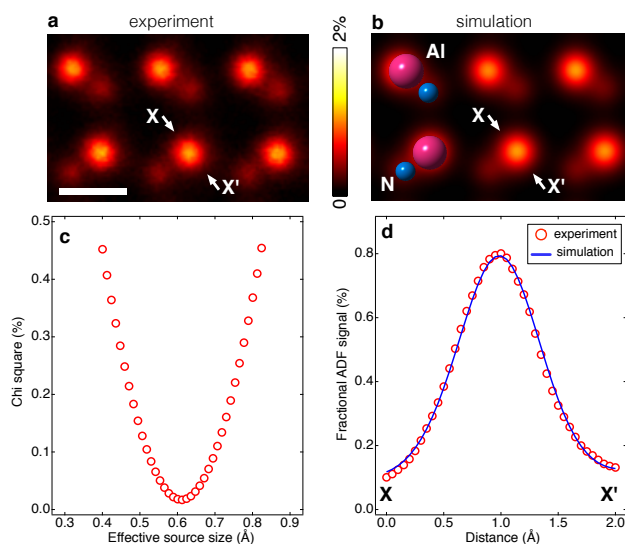 a experiment
2%
0
b simulation
X
X'
Al
N
X
X'
c
0.5
0.4
0.3
0.2
0.1
0.0
Chi square (%)
0.3 0.4 0.5 0.6 0.7 0.8 0.9
Effective source size (Å)
d
experiment
simulation
0.8
0.6
0.4
0.2
0.0
Fractional ADF signal (%)
X X'
0.0 0.5 1.0 1.5 2.0
Distance (Å)